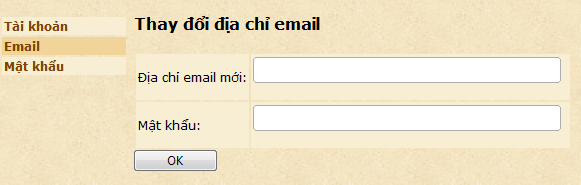 Tài khoản
Email
Mật khẩu
Thay đổi địa chỉ email
Địa chỉ email mới:
Mật khẩu:
OK